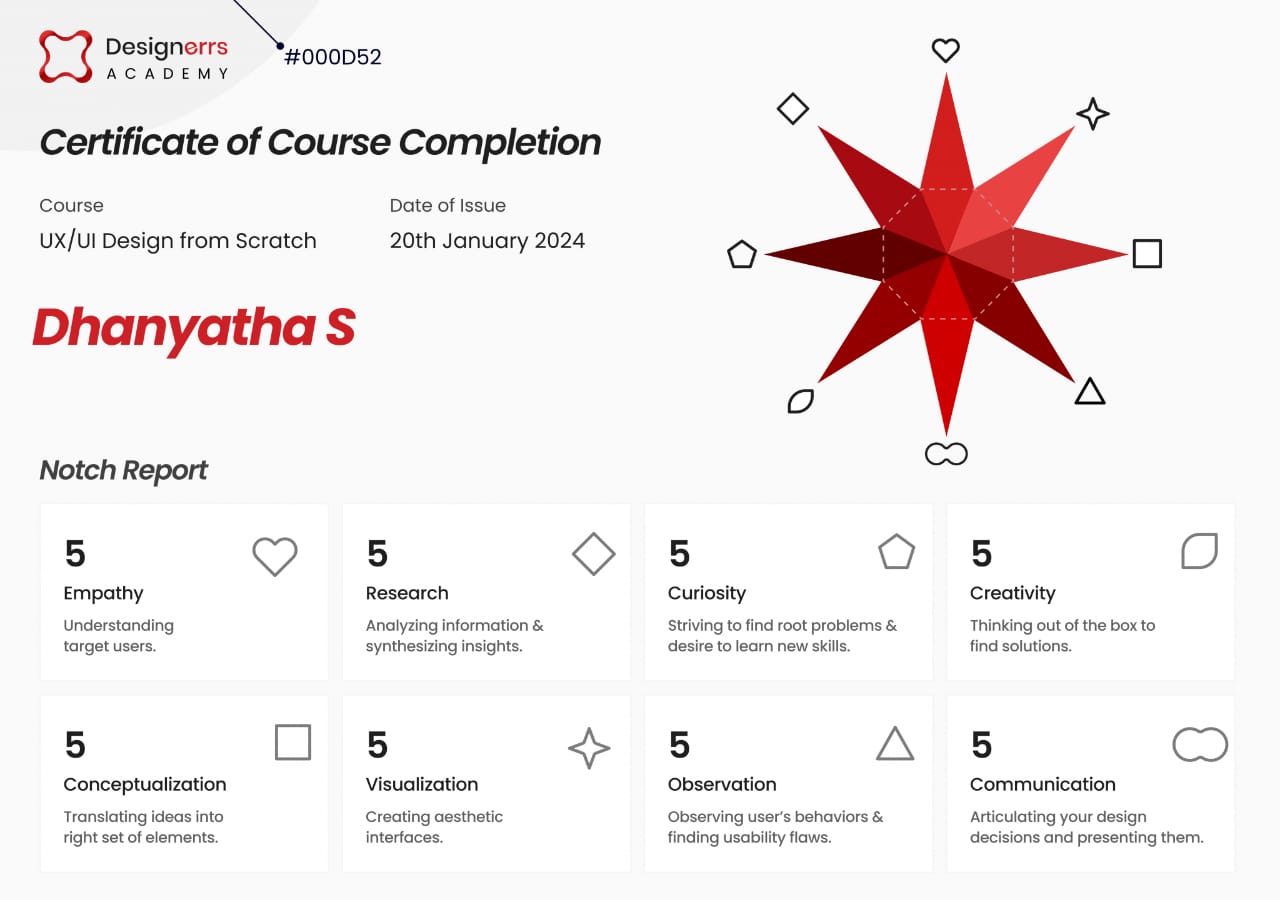 Designerrs
ACADEMY
#000D52
Certificate of Course Completion
Course
UX/UI Design from Scratch
Date of Issue
20th January 2024
Dhanyatha S
Notch Report
5
Empathy
Understanding
target users.
5
Research
Analyzing information &
synthesizing insights.
5
Curiosity
Striving to find root problems &
desire to learn new skills.
5
Creativity
Thinking out of the box to
find solutions.
5
Conceptualization
Translating ideas into
right set of elements.
5
Visualization
Creating aesthetic
interfaces.
5
Observation
Observing user’s behaviors &
finding usability flaws.
5
Communication
Articulating your design
decisions and presenting them.